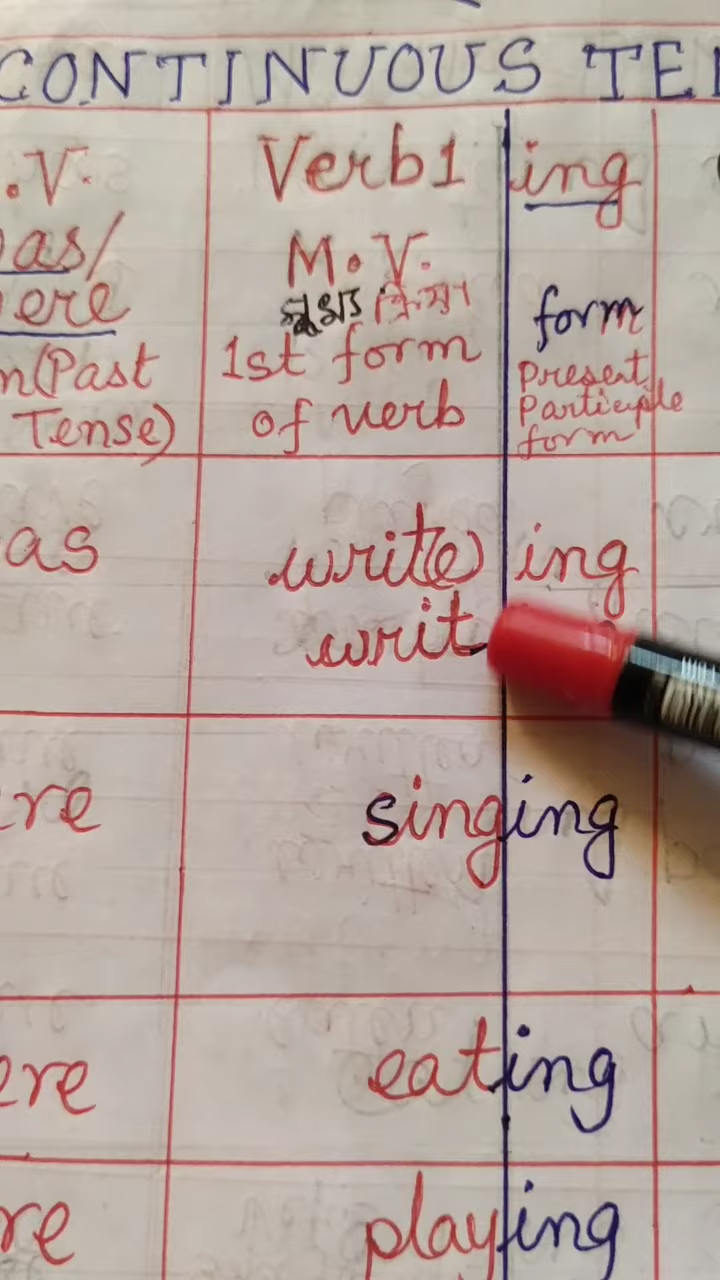 CONTINUOUS TE
.V. Verb1 ing
as/ M.V.
ere ক্রিয়া form
(Past 1st form Present
Tense) of verb Participle
form
as write ing
writ
re singing
ere eating
re playing